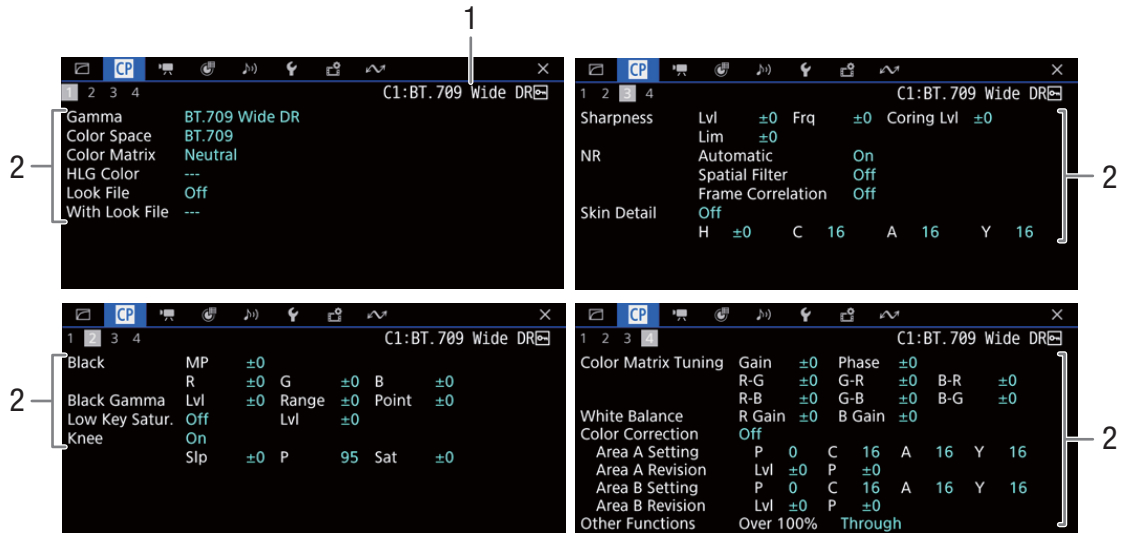 1
CP
1 2 3 4 C1:BT.709 Wide DR
Gamma BT.709 Wide DR
Color Space BT.709
Color Matrix Neutral
HLG Color ---
Look File Off
With Look File ---
2
CP
1 2 3 4 C1:BT.709 Wide DR
Sharpness Lvl ±0 Frq ±0 Coring Lvl ±0
Lim ±0
NR Automatic On
Spatial Filter Off
Frame Correlation Off
Skin Detail Off
H ±0 C 16 A 16 Y 16
2
CP
1 2 3 4 C1:BT.709 Wide DR
Black MP ±0
R ±0 G ±0 B ±0
Black Gamma Lvl ±0 Range ±0 Point ±0
Low Key Satur. Off Lvl ±0
Knee On
Slp ±0 P 95 Sat ±0
2
CP
1 2 3 4 C1:BT.709 Wide DR
Color Matrix Tuning Gain ±0 Phase ±0
R-G ±0 G-R ±0 B-R ±0
R-B ±0 G-B ±0 B-G ±0
White Balance R Gain ±0 B Gain ±0
Color Correction Off
Area A Setting P 0 C 16 A 16 Y 16
Area A Revision Lvl ±0 P ±0
Area B Setting P 0 C 16 A 16 Y 16
Area B Revision Lvl ±0 P ±0
Other Functions Over 100% Through
2